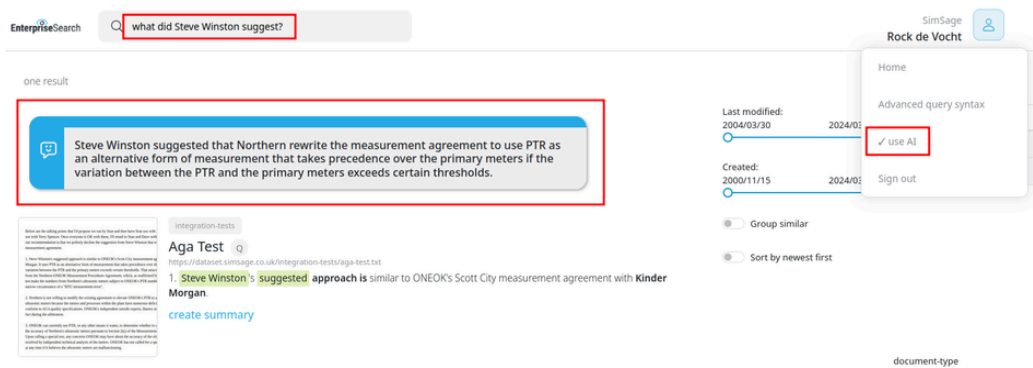 EnterpriseSearch
what did Steve Winston suggest?
SimSage
Rock de Vocht
Home
Advanced query syntax
✓ use AI
Sign out
one result
Steve Winston suggested that Northern rewrite the measurement agreement to use PTR as
an alternative form of measurement that takes precedence over the primary meters if the
variation between the PTR and the primary meters exceeds certain thresholds.
Last modified:
2004/03/30 2024/03
Created:
2000/11/15 2024/03
Group similar
Sort by newest first
integration-tests
Aga Test Q
https://dataset.simsage.co.uk/integration-tests/aga-test.txt
1. Steve Winston's suggested approach is similar to ONEOK's Scott City measurement agreement with Kinder
Morgan.
create summary
document-type